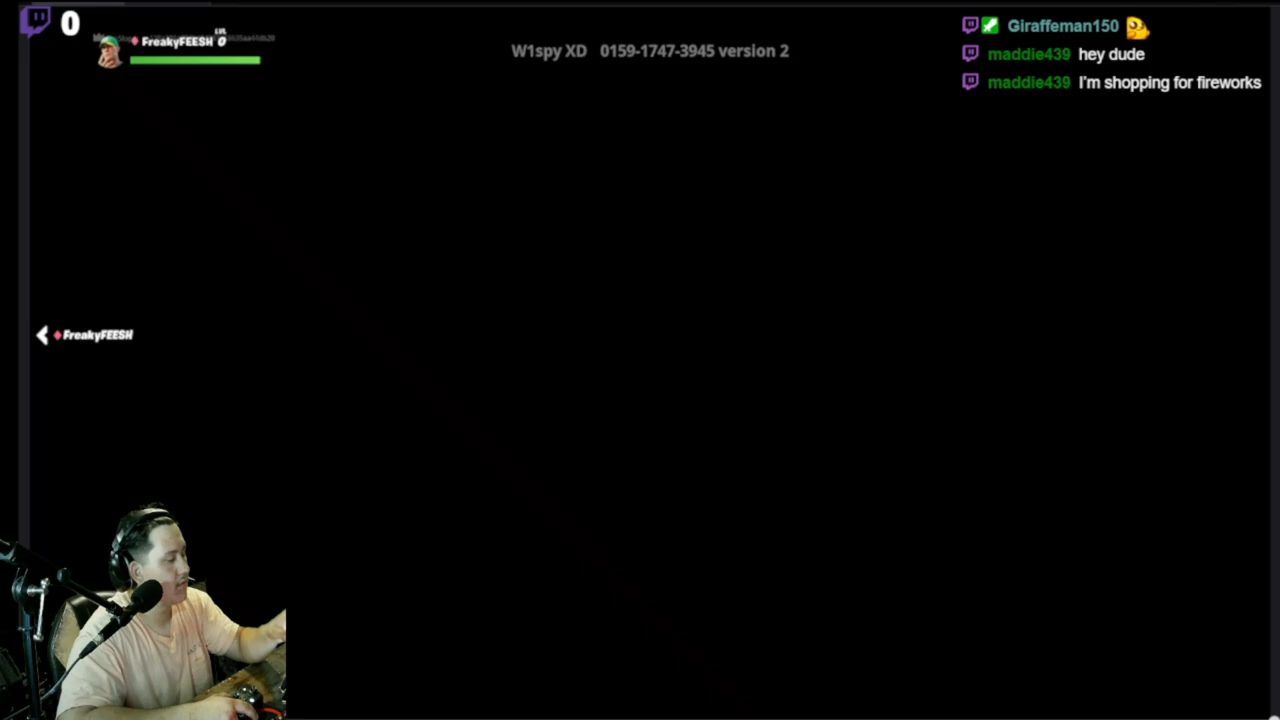 0
LVL
FreakyFEESH 0
W1spy XD 0159-1747-3945 version 2
Giraffeman150
maddie439 hey dude
maddie439 I'm shopping for fireworks
FreakyFEESH